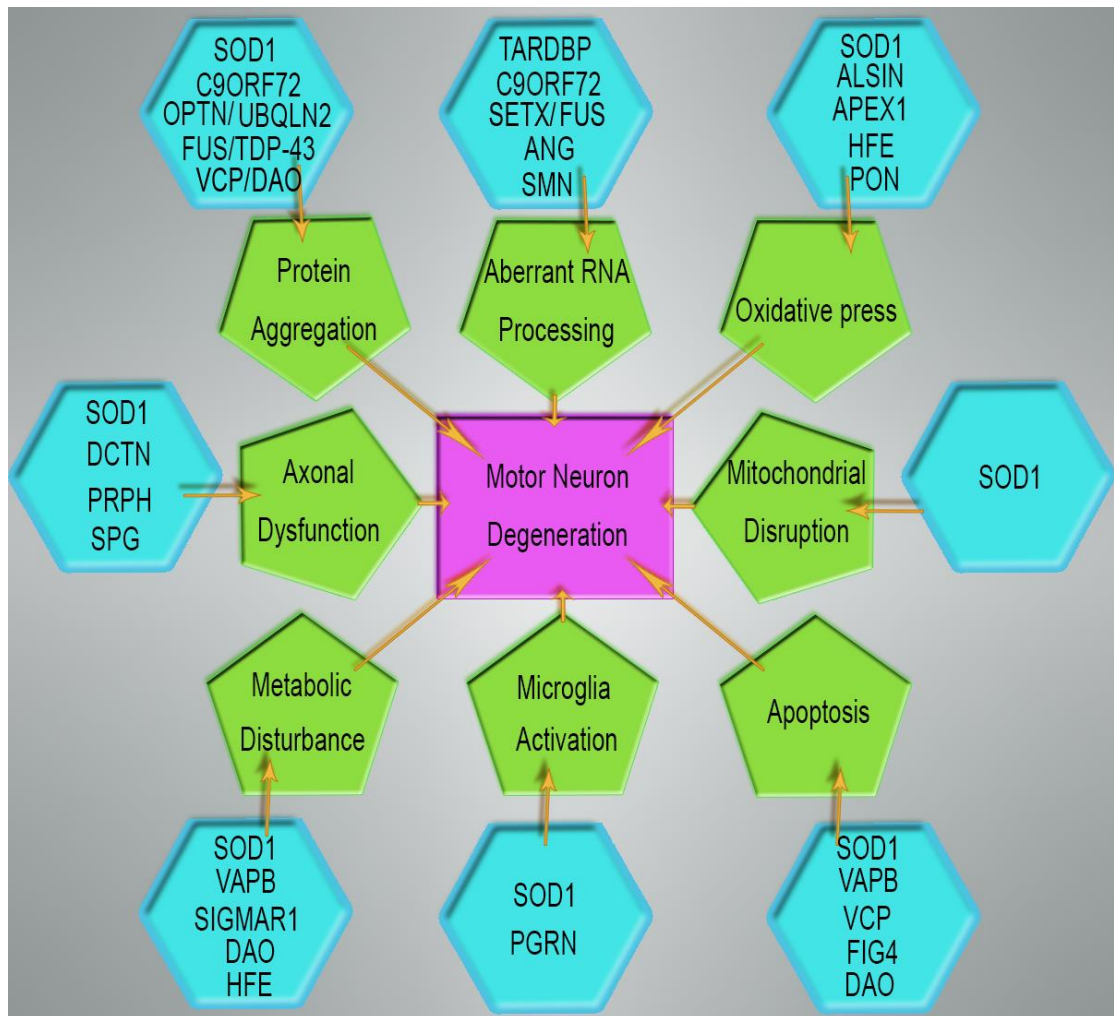 SOD1
C9ORF72
OPTN/UBQLN2
FUS/TDP-43
VCP/DAO
TARDBP
C9ORF72
SETX/FUS
ANG
SMN
SOD1
ALSIN
APEX1
HFE
PON
Protein
Aggregation
Aberrant RNA
Processing
Oxidative press
SOD1
DCTN
PRPH
SPG
Axonal
Dysfunction
Motor Neuron
Degeneration
Mitochondrial
Disruption
SOD1
Metabolic
Disturbance
Microglia
Activation
Apoptosis
SOD1
VAPB
SIGMAR1
DAO
HFE
SOD1
PGRN
SOD1
VAPB
VCP
FIG4
DAO